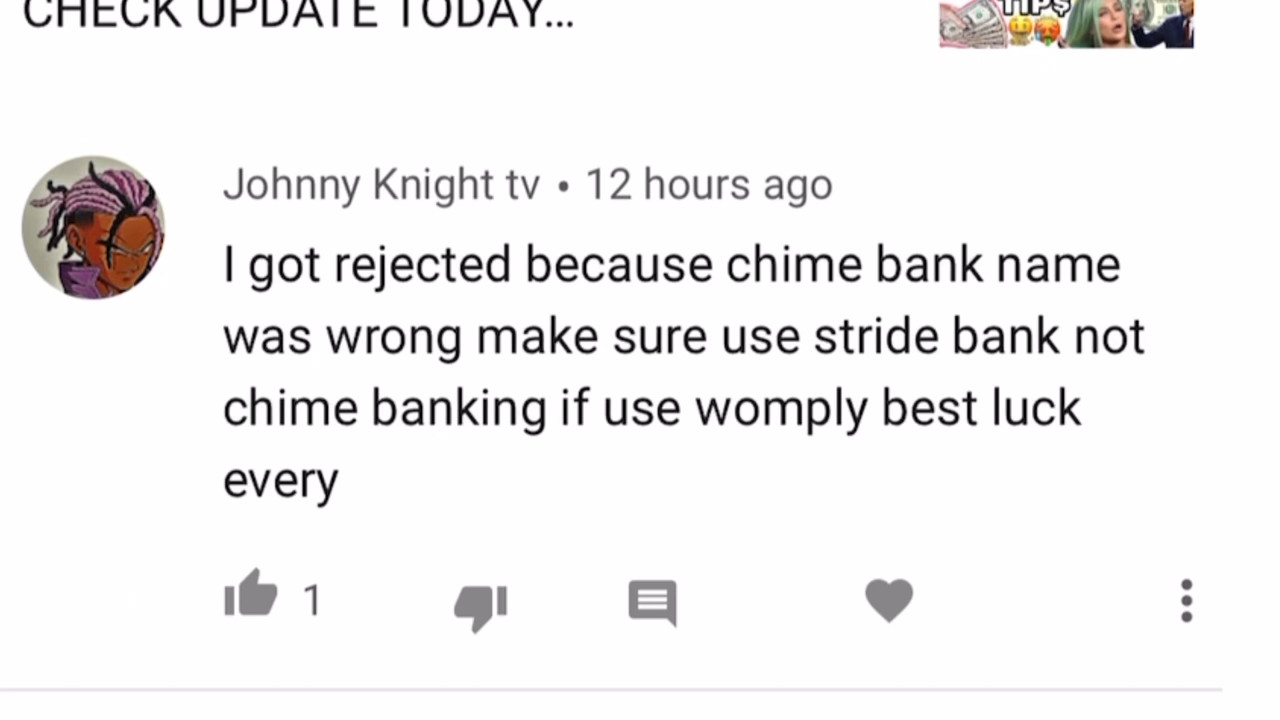 CHECK UPDATE TODAY...
TIP$
Johnny Knight tv • 12 hours ago
I got rejected because chime bank name
was wrong make sure use stride bank not
chime banking if use womply best luck
every
1